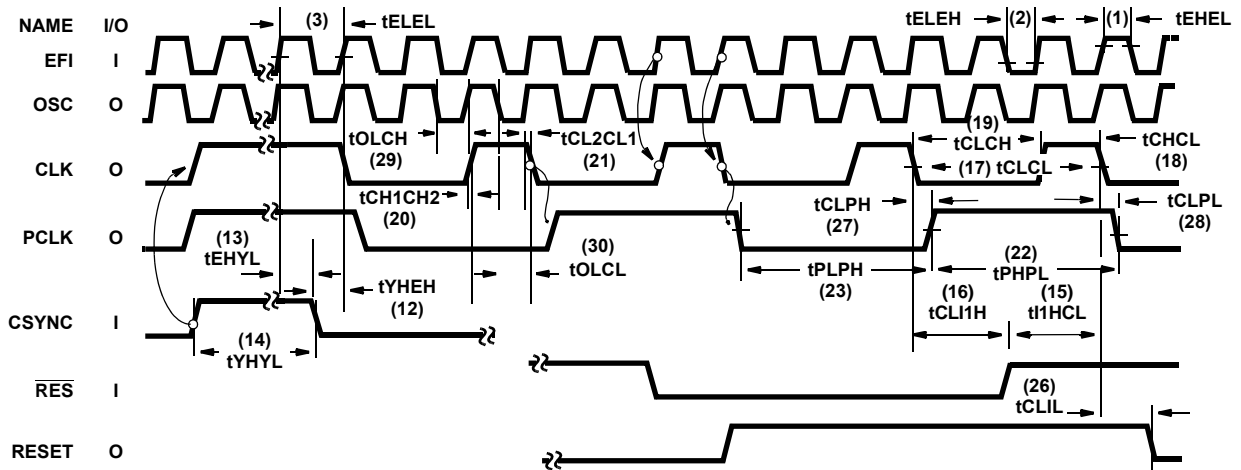 NAME I/O (3) tELEL tELEH (2) (1) tEHEL
EFI I
OSC O
tOLCH (29) tCL2CL1 (21) (19) tCLCH tCHCL (18)
CLK O (17) tCLCL
tCH1CH2 (20) tCLPH (27) tCLPL (28)
PCLK O
(13) tEHYL (30) tOLCL tPLPH (23) (22) tPHPL
tYHEH (12) (16) tCLI1H (15) tI1HCL
CSYNC I
(14) tYHYL
RES I (26) tCLIL
RESET O